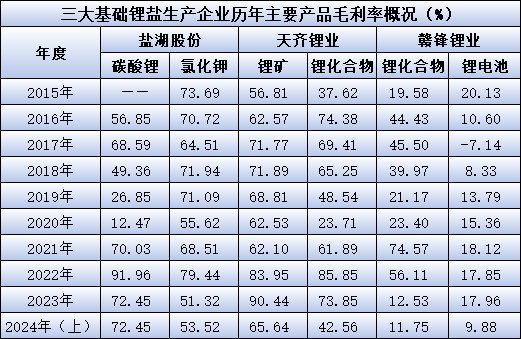 三大基础锂盐生产企业历年主要产品毛利率概况（%）
年度 盐湖股份 天齐锂业 赣锋锂业
碳酸锂 氯化钾 锂矿 锂化合物 锂化合物 锂电池
2015年 —— 73.69 56.81 37.62 19.58 20.13
2016年 56.85 70.72 62.57 74.38 44.43 10.60
2017年 68.59 64.51 71.77 69.41 45.50 -7.14
2018年 49.36 71.94 71.89 65.25 39.97 8.33
2019年 26.85 71.09 68.81 48.54 21.17 13.79
2020年 12.47 55.62 62.53 23.71 23.40 15.36
2021年 70.03 68.51 62.10 61.89 74.57 18.12
2022年 91.96 79.44 83.95 85.85 56.11 17.85
2023年 72.45 51.32 90.44 73.85 12.53 17.96
2024年（上） 72.45 53.52 65.64 42.56 11.75 9.88